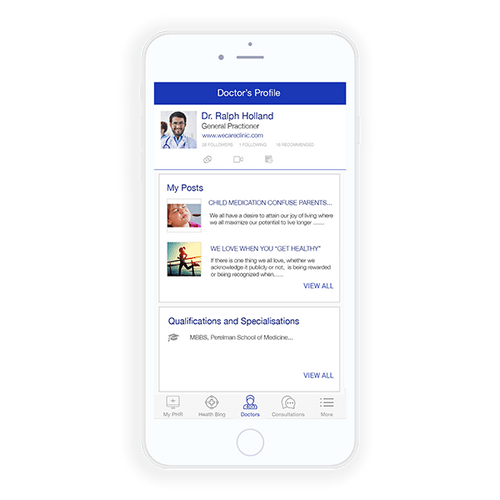 Doctor's Profile
Dr. Ralph Holland
General Practioner
www.wecareclinic.com
28 FOLLOWERS 1 FOLLOWING 18 RECOMMENDED
My Posts
CHILD MEDICATION CONFUSE PARENTS...
We all have a desire to attain our joy of living where
we all maximize our potential to live longer .......
WE LOVE WHEN YOU "GET HEALTHY"
If there is one thing we all love, whether we
acknowledge it publicly or not, is being rewarded
or being recognized when......
VIEW ALL
Qualifications and Specialisations
MBBS, Perelman School of Medicine...
VIEW ALL
My PHR Health Bing Doctors Consultations More